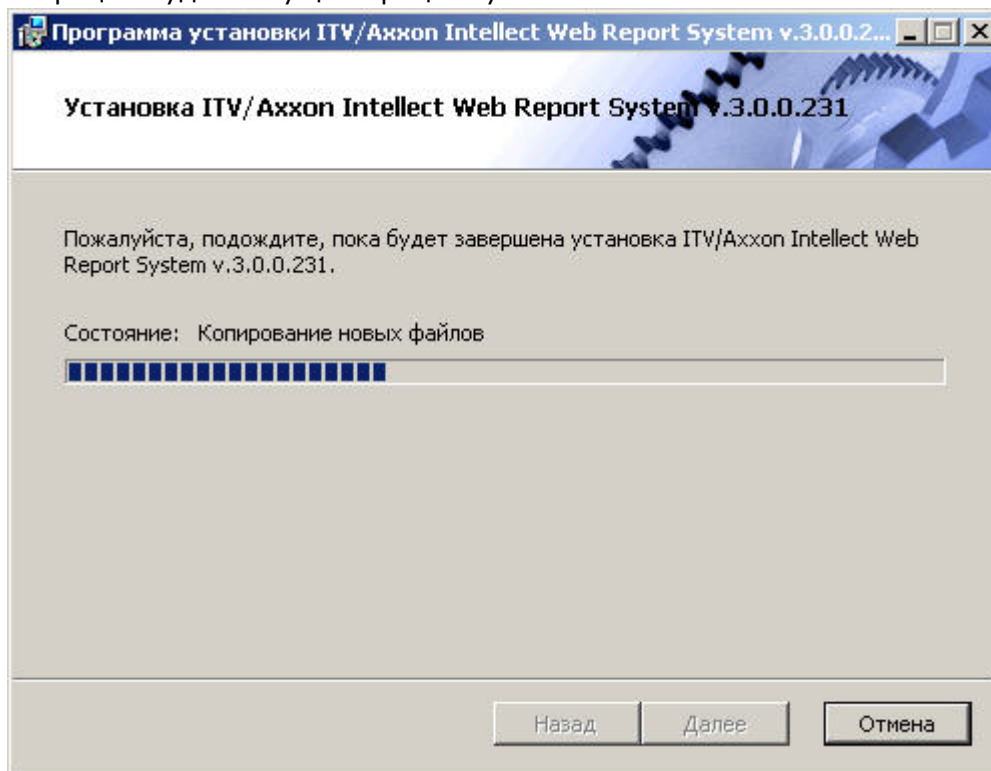 Программа установки ITV/Axxon Intellect Web Report System v.3.0.0.2...
Установка ITV/Axxon Intellect Web Report System v.3.0.0.231
Пожалуйста, подождите, пока будет завершена установка ITV/Axxon Intellect Web
Report System v.3.0.0.231.
Состояние: Копирование новых файлов
Назад Далее Отмена